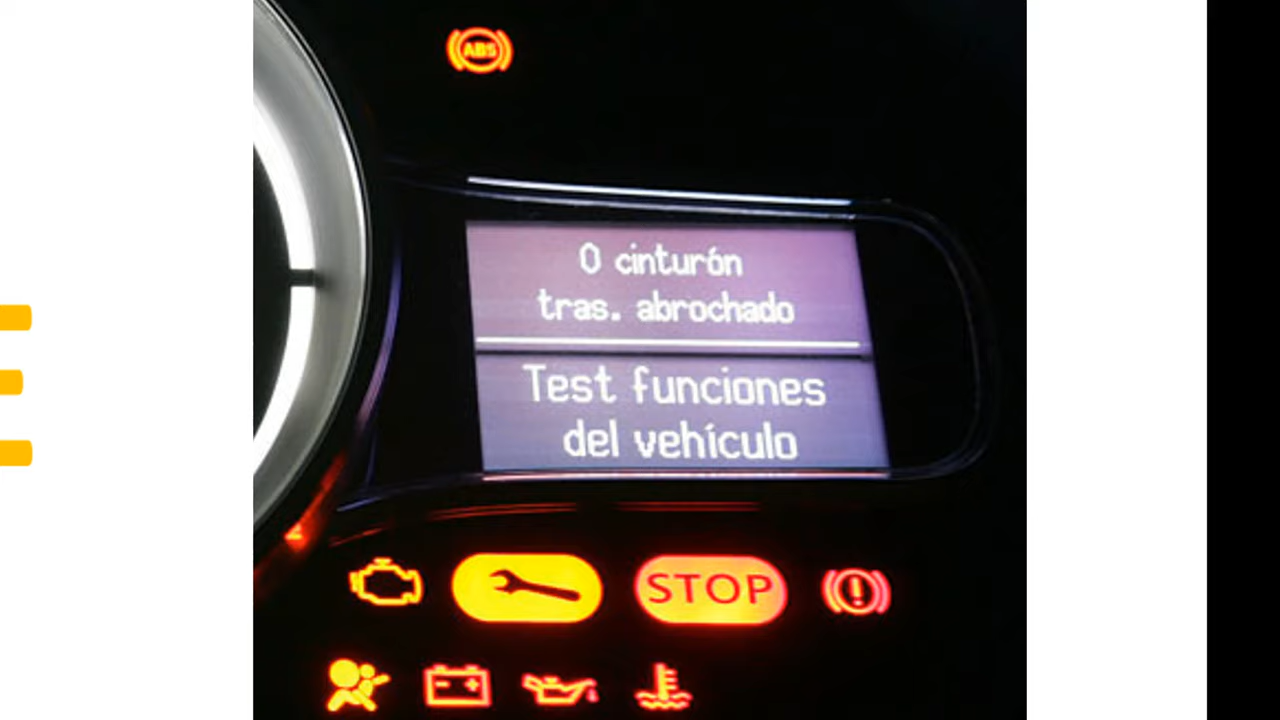 ABS
0 cinturón
tras. abrochado
Test funciones
del vehículo
STOP